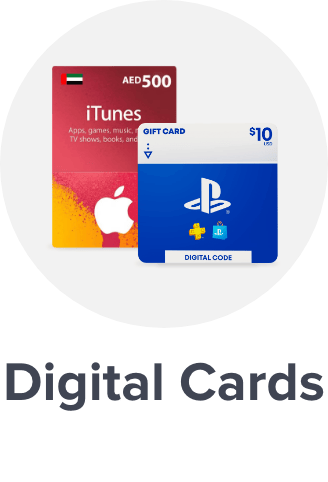 AED500
iTunes
Apps, games, music,
TV shows, books, and
GIFT CARD
$10
USD
DIGITAL CODE
Digital Cards